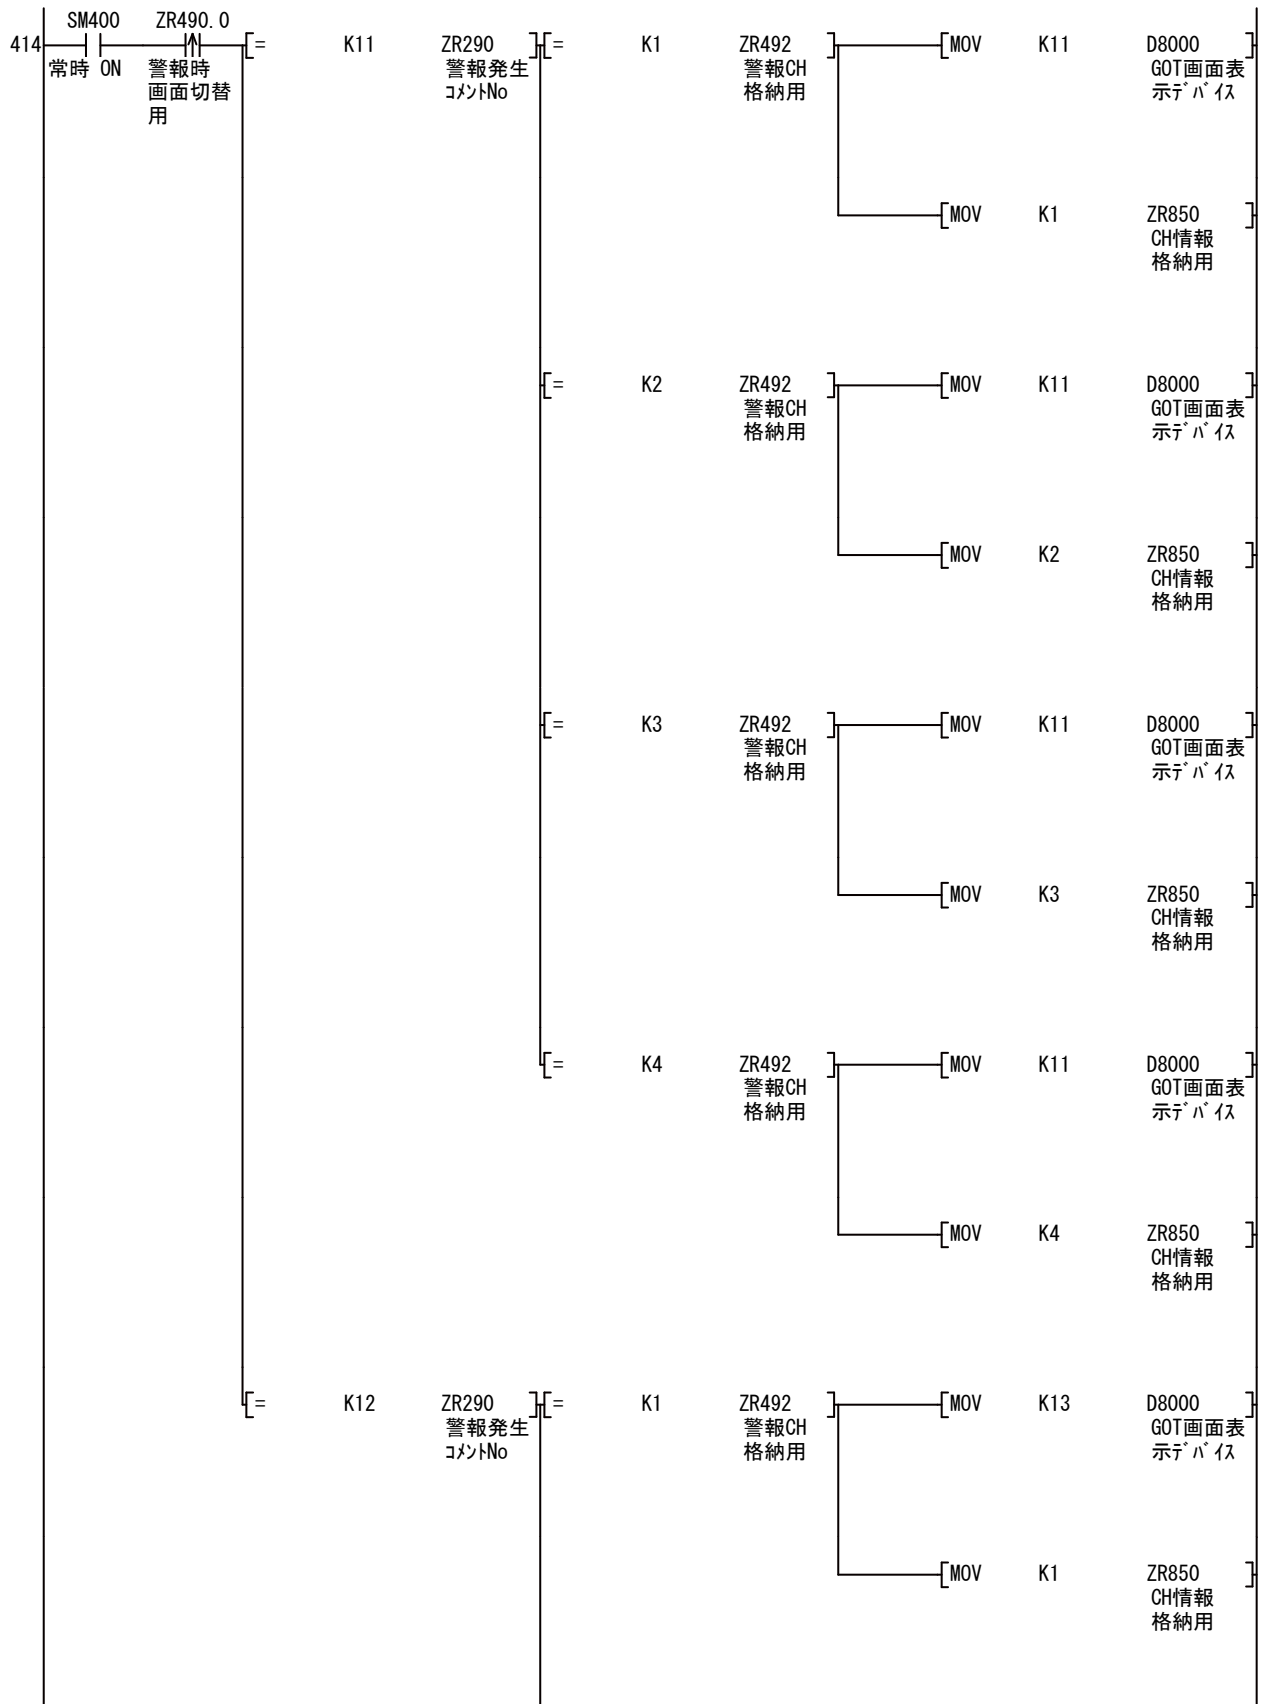 SM400 ZR490.0
414 [= K11 ZR290 ] [= K1 ZR492 ] [MOV K11 D8000 ]
常時 ON 警報時 警報発生 警報CH GOT画面表
画面切替 ｺﾒﾝﾄNo 格納用 示ﾃﾞﾊﾞｲｽ
用
[MOV K1 ZR850 ]
CH情報
格納用
[= K2 ZR492 ] [MOV K11 D8000 ]
警報CH GOT画面表
格納用 示ﾃﾞﾊﾞｲｽ
[MOV K2 ZR850 ]
CH情報
格納用
[= K3 ZR492 ] [MOV K11 D8000 ]
警報CH GOT画面表
格納用 示ﾃﾞﾊﾞｲｽ
[MOV K3 ZR850 ]
CH情報
格納用
[= K4 ZR492 ] [MOV K11 D8000 ]
警報CH GOT画面表
格納用 示ﾃﾞﾊﾞｲｽ
[MOV K4 ZR850 ]
CH情報
格納用
[= K12 ZR290 ] [= K1 ZR492 ] [MOV K13 D8000 ]
警報発生 警報CH GOT画面表
ｺﾒﾝﾄNo 格納用 示ﾃﾞﾊﾞｲｽ
[MOV K1 ZR850 ]
CH情報
格納用